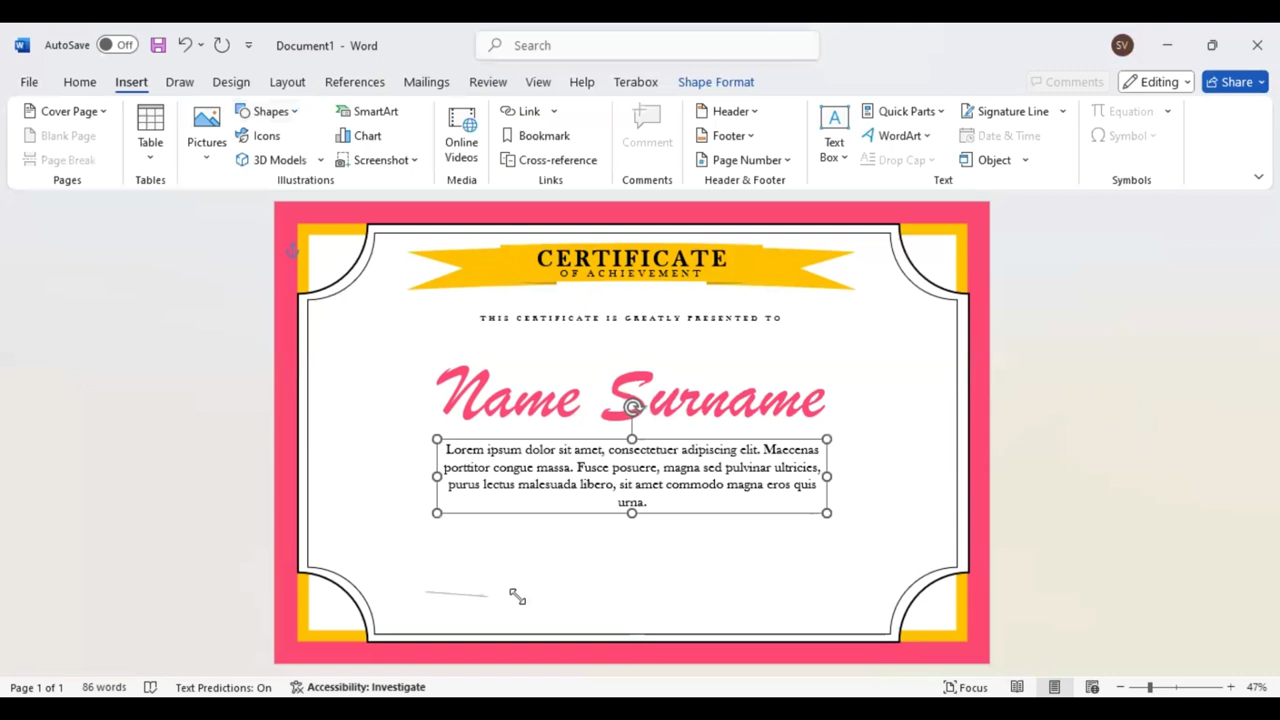 AutoSave Off Document1 - Word Search SV
File Home Insert Draw Design Layout References Mailings Review View Help Terabox Shape Format Comments Editing Share
Cover Page
Blank Page
Page Break
Pages
Table
Tables
Pictures
Shapes
Icons
3D Models
SmartArt
Chart
Screenshot
Illustrations
Online
Videos
Media
Link
Bookmark
Cross-reference
Links
Comment
Comments
Header
Footer
Page Number
Header & Footer
Text
Box
Quick Parts
WordArt
Drop Cap
Signature Line
Date & Time
Object
Text
Equation
Symbol
Symbols
CERTIFICATE
OF ACHIEVEMENT
THIS CERTIFICATE IS GREATLY PRESENTED TO
Name Surname
Lorem ipsum dolor sit amet, consectetuer adipiscing elit. Maecenas
porttitor congue massa. Fusce posuere, magna sed pulvinar ultricies,
purus lectus malesuada libero, sit amet commodo magna eros quis
urna.
Page 1 of 1 86 words Text Predictions: On Accessibility: Investigate Focus 47%